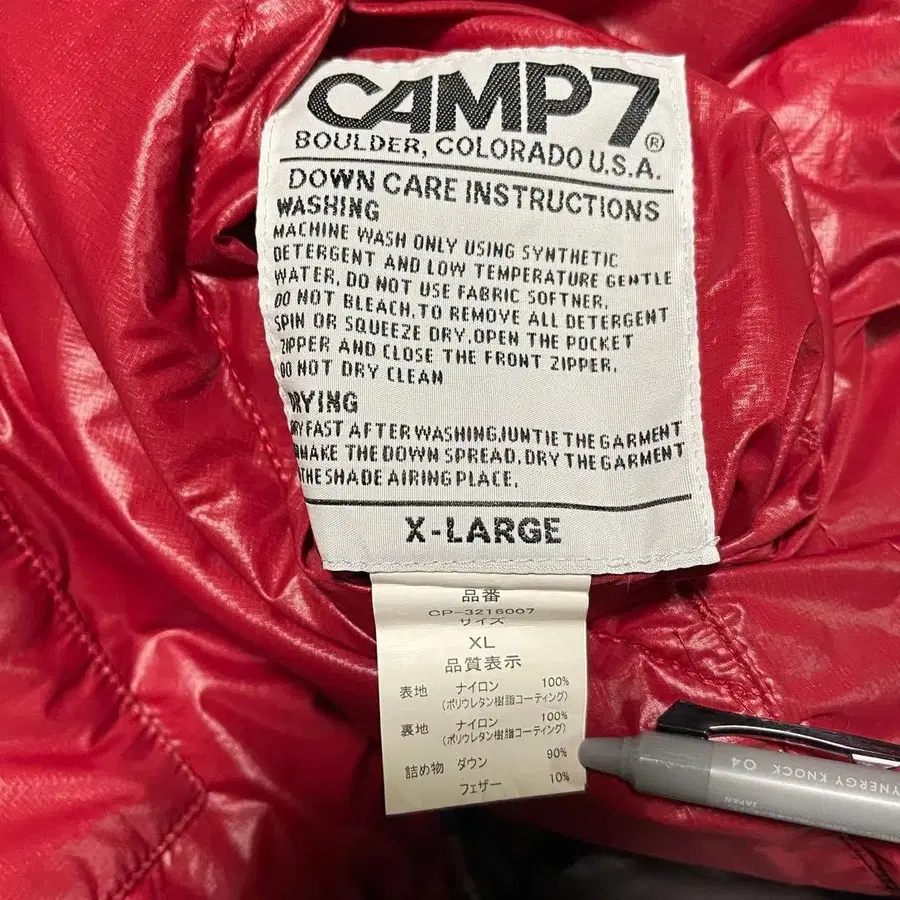 CAMP7®
BOULDER, COLORADO U.S.A.
DOWN CARE INSTRUCTIONS
WASHING
MACHINE WASH ONLY USING SYNTHETIC
DETERGENT AND LOW TEMPERATURE GENTLE
WATER, DO NOT USE FABRIC SOFTNER.
DO NOT BLEACH.TO REMOVE ALL DETERGENT
SPIN OR SQUEEZE DRY.OPEN THE POCKET
ZIPPER AND CLOSE THE FRONT ZIPPER.
DO NOT DRY CLEAN
DRYING
DRY FAST AFTER WASHING.IUNTIE THE GARMENT
MAKE THE DOWN SPREAD.DRY THE GARMENT
THE SHADE AIRING PLACE.
X-LARGE
品番
CP-3216007
サイズ
XL
品質表示
表地 ナイロン 100%
(ポリウレタン樹脂コーティング)
裏地 ナイロン 100%
(ポリウレタン樹脂コーティング)
詰め物 ダウン 90%
フェザー 10%
YNERGY KNOCK 04
JAPAN